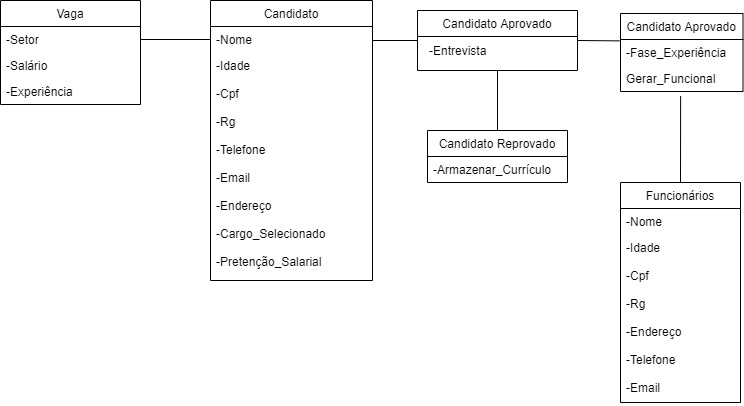 Vaga
-Setor
-Salário
-Experiência
Candidato
-Nome
-Idade
-Cpf
-Rg
-Telefone
-Email
-Endereço
-Cargo_Selecionado
-Pretenção_Salarial
Candidato Aprovado
-Entrevista
Candidato Reprovado
-Armazenar_Currículo
Candidato Aprovado
-Fase_Experiência
Gerar_Funcional
Funcionários
-Nome
-Idade
-Cpf
-Rg
-Endereço
-Telefone
-Email